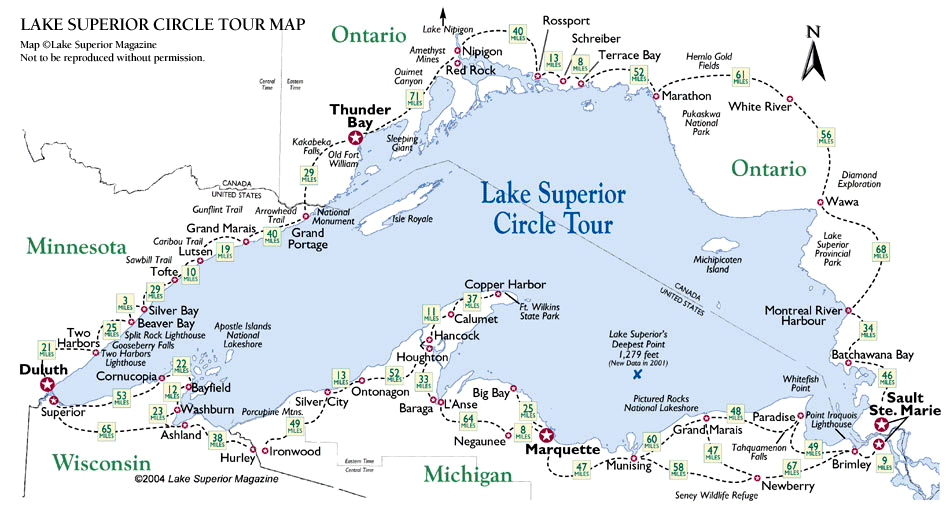 LAKE SUPERIOR CIRCLE TOUR MAP
Map ©Lake Superior Magazine
Not to be reproduced without permission.
Ontario
Lake Nipigon
Nipigon
Red Rock
Amethyst
Mines
Ouimet
Canyon
40
MILES
Rossport
13
MILES
Schreiber
8
MILES
Terrace Bay
52
MILES
Hemlo Gold
Fields
61
MILES
N
Marathon
White River
Pukaskwa
National
Park
56
MILES
Ontario
Diamond
Exploration
Wawa
Central
Time
Eastern
Time
71
MILES
Thunder
Bay
Kakabeka
Falls
Old Fort
William
Sleeping
Giant
29
MILES
CANADA
UNITED STATES
Lake Superior
Circle Tour
Gunflint Trail
Arrowhead
Trail
National
Monument
Isle Royale
Grand Marais
40
MILES
Grand
Portage
Minnesota
Caribou Trail
Lutsen
19
MILES
Sawbill Trail
Tofte
10
MILES
29
MILES
3
MILES
Silver Bay
Beaver Bay
25
MILES
Split Rock Lighthouse
Gooseberry Falls
Two
Harbors
Two Harbors
Lighthouse
21
MILES
Duluth
Superior
Lake
Superior
Provincial
Park
68
MILES
Michipicoten
Island
CANADA
UNITED STATES
Montreal River
Harbour
34
MILES
Batchawana Bay
46
MILES
Sault
Ste. Marie
9
MILES
Copper Harbor
37
MILES
Ft. Wilkins
State Park
11
MILES
Calumet
Hancock
Houghton
Lake Superior's
Deepest Point
1,279 feet
(New Data in 2001)
Apostle Islands
National
Lakeshore
Cornucopia
22
MILES
Bayfield
12
MILES
53
MILES
Washburn
23
MILES
65
MILES
Ashland
38
MILES
Hurley
Ironwood
Porcupine Mtns.
49
MILES
Silver City
13
MILES
Ontonagon
52
MILES
33
MILES
Baraga
L'Anse
64
MILES
Negaunee
8
MILES
Big Bay
25
MILES
Marquette
47
MILES
Munising
60
MILES
Pictured Rocks
National Lakeshore
48
MILES
Grand Marais
47
MILES
58
MILES
Newberry
Seney Wildlife Refuge
67
MILES
Tahquamenon
Falls
Paradise
Whitefish
Point
Point Iroquois
Lighthouse
49
MILES
Brimley
Wisconsin
Michigan
Eastern Time
Central Time
©2004 Lake Superior Magazine